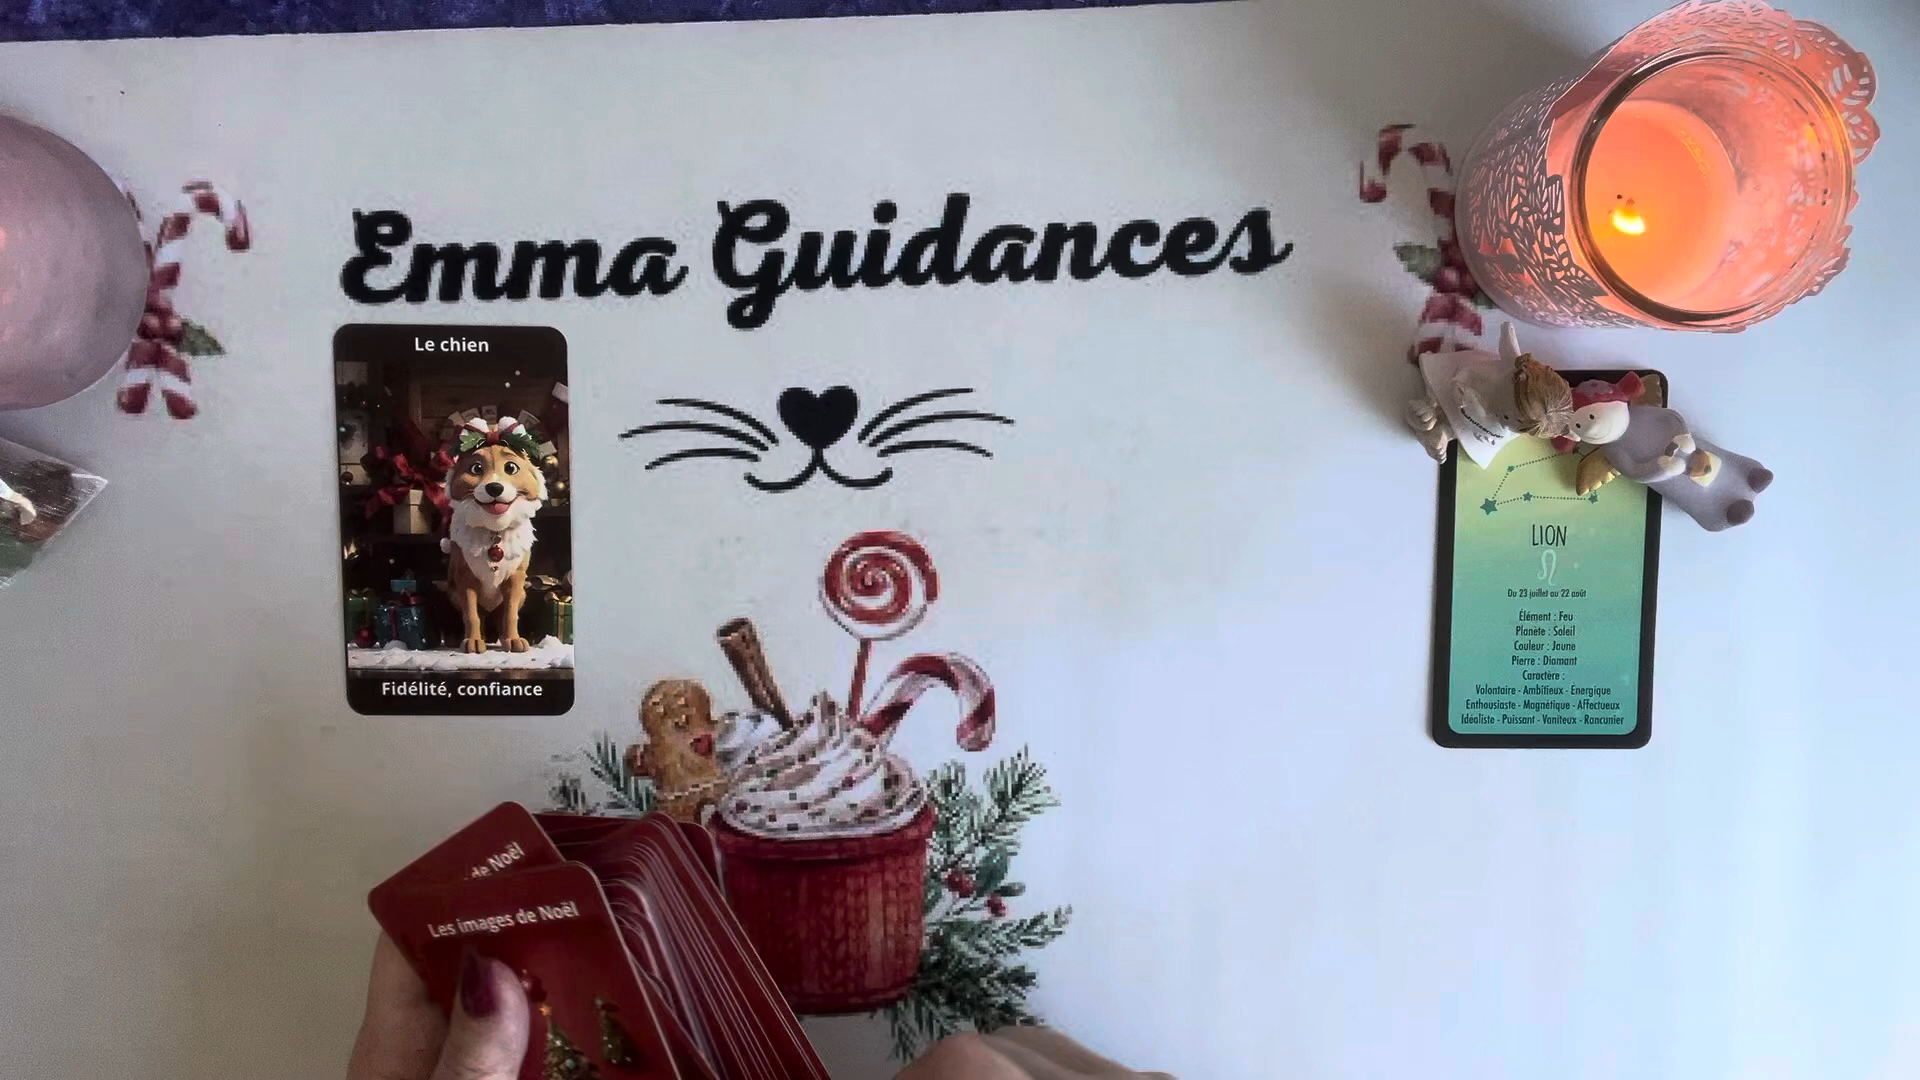 Emma Guidances
Le chien
Fidélité, confiance
LION
Du 23 juillet au 22 août
Élément : Feu
Planète : Soleil
Couleur : Jaune
Pierre : Diamant
Caractère :
Volontaire - Ambitieux - Énergique
Enthousiaste - Magnétique - Affectueux
Idéaliste - Puissant - Vaniteux - Rancunier
de Noël
Les images de Noël